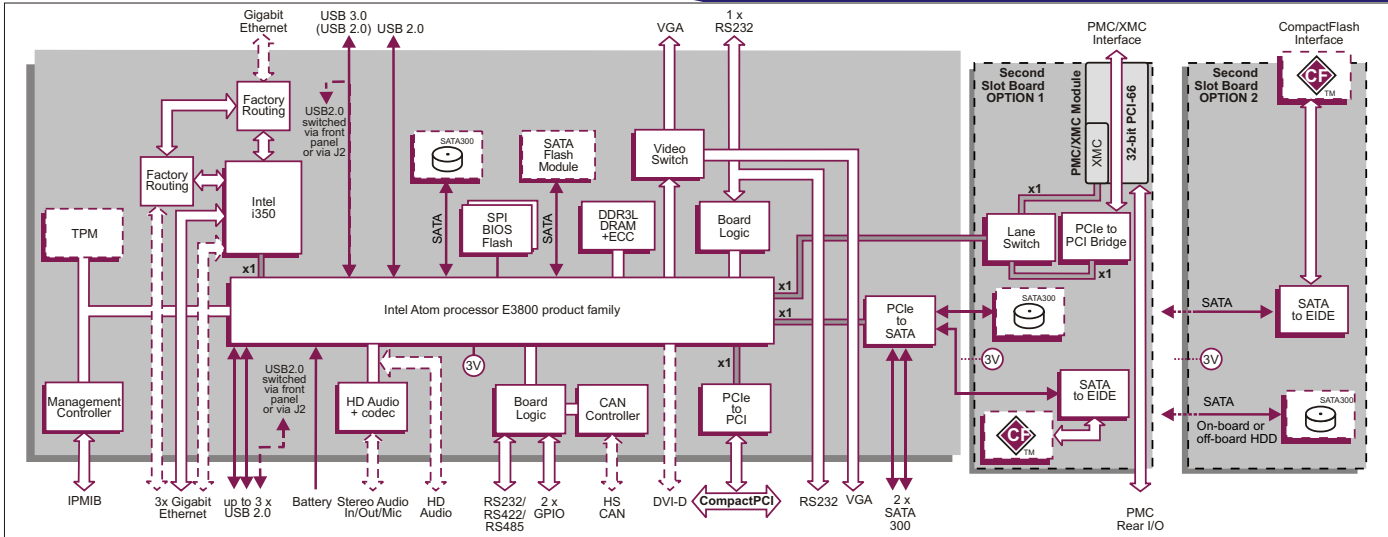 Gigabit
Ethernet
USB 3.0
(USB 2.0)
USB 2.0
VGA
1 x
RS232
PMC/XMC
Interface
CompactFlash
Interface
Factory
Routing
USB2.0
switched
via front
panel
or via J2
Factory
Routing
Intel
i350
TPM
SATA300
SATA
Flash
Module
SATA
SATA
SPI
BIOS
Flash
DDR3L
DRAM
+ECC
Video
Switch
Board
Logic
Second
Slot Board
OPTION 1
PMC/XMC Module
XMC
32-bit PCI-66
x1
Lane
Switch
PCIe to
PCI Bridge
x1
Second
Slot Board
OPTION 2
CF
TM
x1
Intel Atom processor E3800 product family
x1
x1
x1
PCIe
to
SATA
SATA300
3V
SATA
to EIDE
CF
TM
SATA
SATA
to EIDE
3V
SATA
On-board or
off-board HDD
SATA300
Management
Controller
USB2.0
switched
via front
panel
or via J2
HD Audio
+ codec
3V
Board
Logic
CAN
Controller
PCIe
to
PCI
IPMIB
3x Gigabit
Ethernet
up to 3 x
USB 2.0
Battery
Stereo Audio
In/Out/Mic
HD
Audio
RS232/
RS422/
RS485
2 x
GPIO
HS
CAN
DVI-D
CompactPCI
RS232
VGA
2 x
SATA
300
PMC
Rear I/O